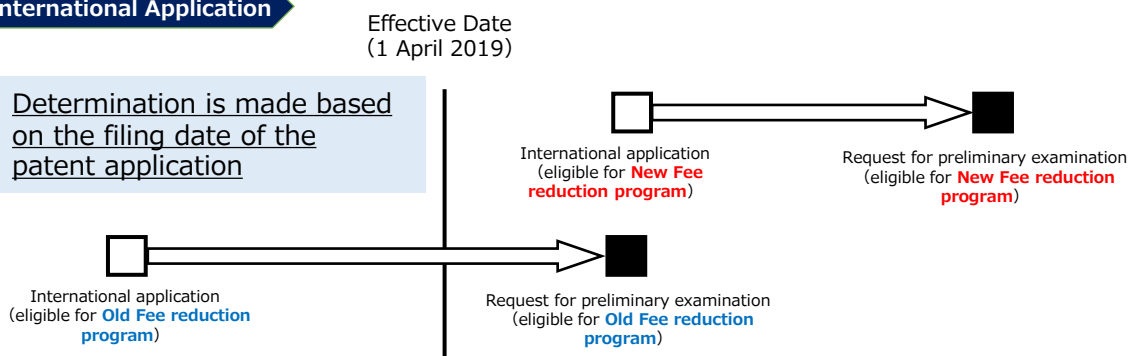 International Application
Effective Date
（1 April 2019）
Determination is made based
on the filing date of the
patent application
International application
（eligible for New Fee
reduction program）
Request for preliminary examination
（eligible for New Fee reduction
program）
International application
（eligible for Old Fee reduction
program）
Request for preliminary examination
（eligible for Old Fee reduction
program）